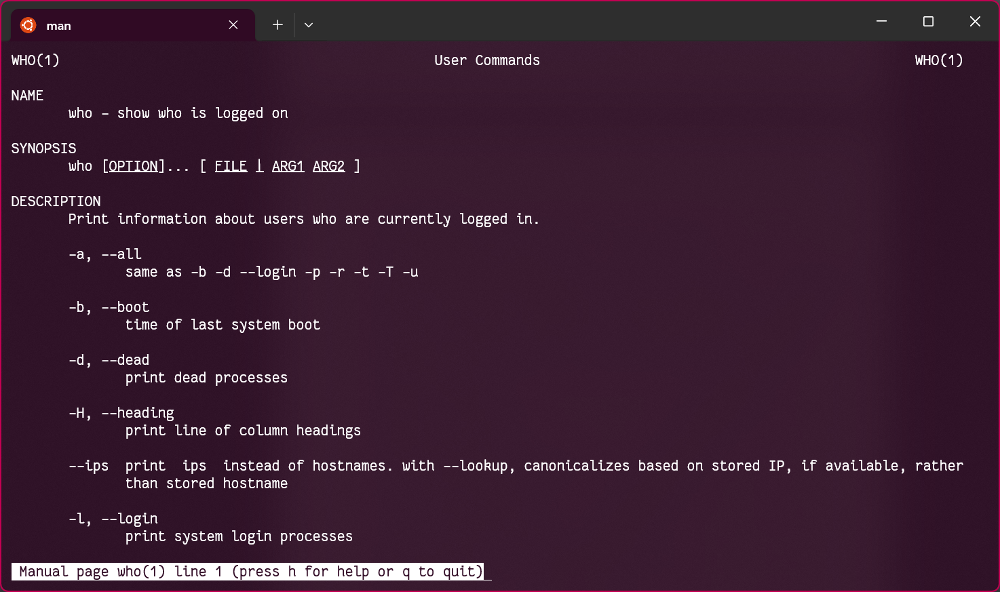 man
WHO(1) User Commands WHO(1)
NAME
who - show who is logged on
SYNOPSIS
who [OPTION]... [ FILE | ARG1 ARG2 ]
DESCRIPTION
Print information about users who are currently logged in.
-a, --all
same as -b -d --login -p -r -t -T -u
-b, --boot
time of last system boot
-d, --dead
print dead processes
-H, --heading
print line of column headings
--ips print ips instead of hostnames. with --lookup, canonicalizes based on stored IP, if available, rather
than stored hostname
-l, --login
print system login processes
Manual page who(1) line 1 (press h for help or q to quit)